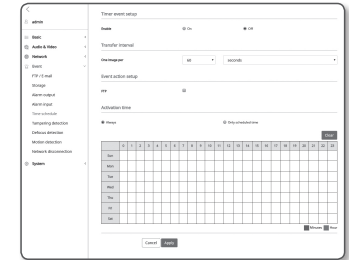 admin
Basic
Audio & Video
Network
Event
FTP / E-mail
Storage
Alarm output
Alarm input
Time schedule
Tampering detection
Defocus detection
Motion detection
Network disconnection
System
Timer event setup
Enable On Off
Transfer interval
One image per 60 seconds
Event action setup
FTP
Activation time
Always Only scheduled time
Clear
0 1 2 3 4 5 6 7 8 9 10 11 12 13 14 15 16 17 18 19 20 21 22 23
Sun
Mon
Tue
Wed
Thu
Fri
Sat
Minutes Hour
Cancel Apply